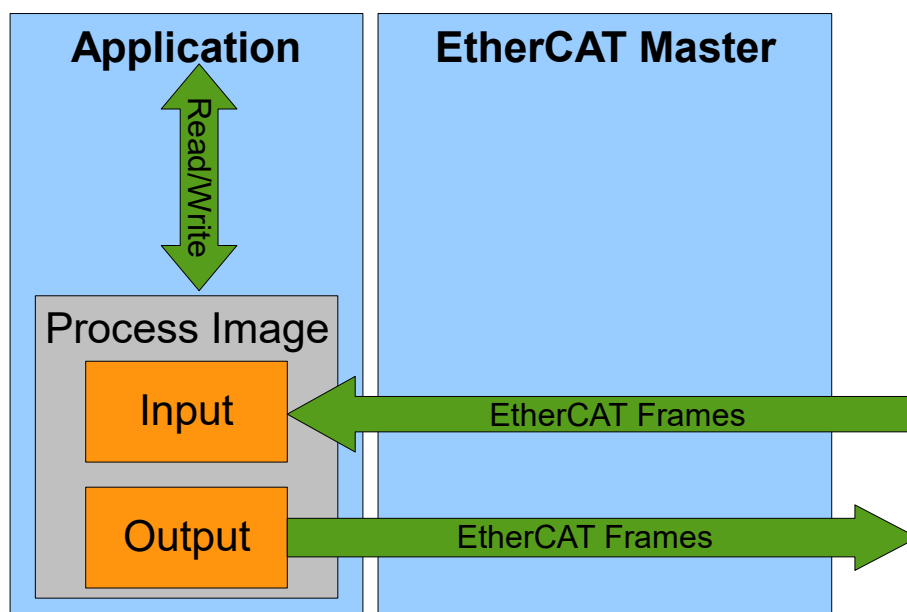 Application
EtherCAT Master
Read/Write
Process Image
Input
EtherCAT Frames
Output
EtherCAT Frames